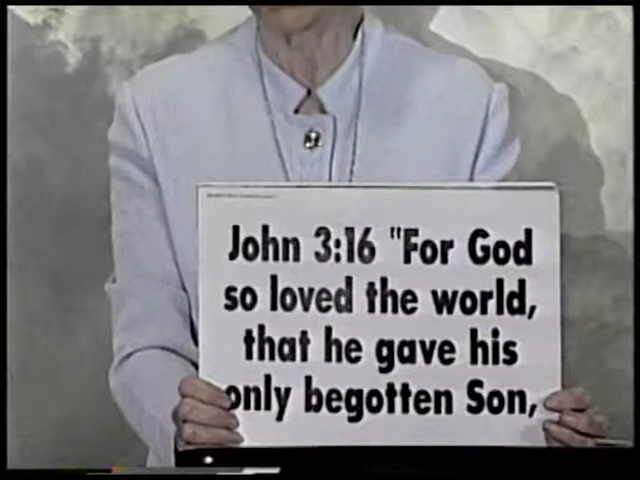 John 3:16 "For God
so loved the world,
that he gave his
only begotten Son,